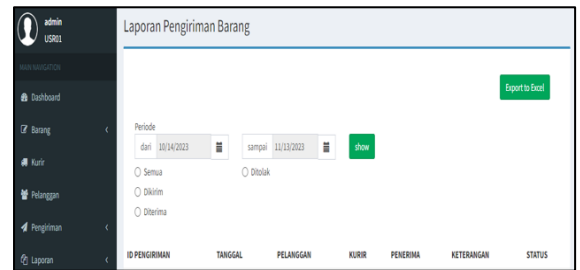 admin
USR01
MAIN NAVIGATION
Dashboard
Barang
Kurir
Pelanggan
Pengiriman
Laporan
Laporan Pengiriman Barang
Export to Excel
Periode
dari 10/14/2023 sampai 11/13/2023 show
Semua Ditolak
Dikirim
Diterima
ID PENGIRIMAN TANGGAL PELANGGAN KURIR PENERIMA KETERANGAN STATUS